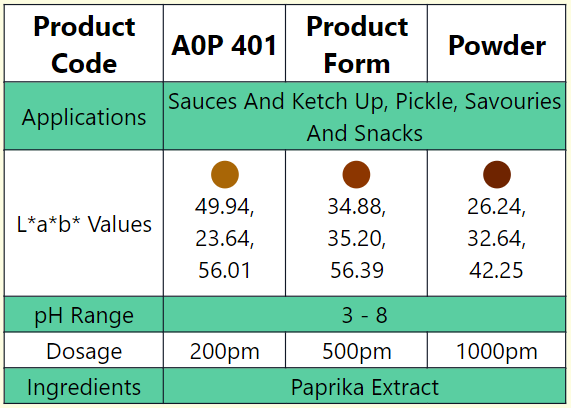 Product Code
A0P 401
Product Form
Powder
Applications
Sauces And Ketch Up, Pickle, Savouries
And Snacks
L*a*b* Values
49.94,
23.64,
56.01
34.88,
35.20,
56.39
26.24,
32.64,
42.25
pH Range
3 - 8
Dosage
200pm
500pm
1000pm
Ingredients
Paprika Extract